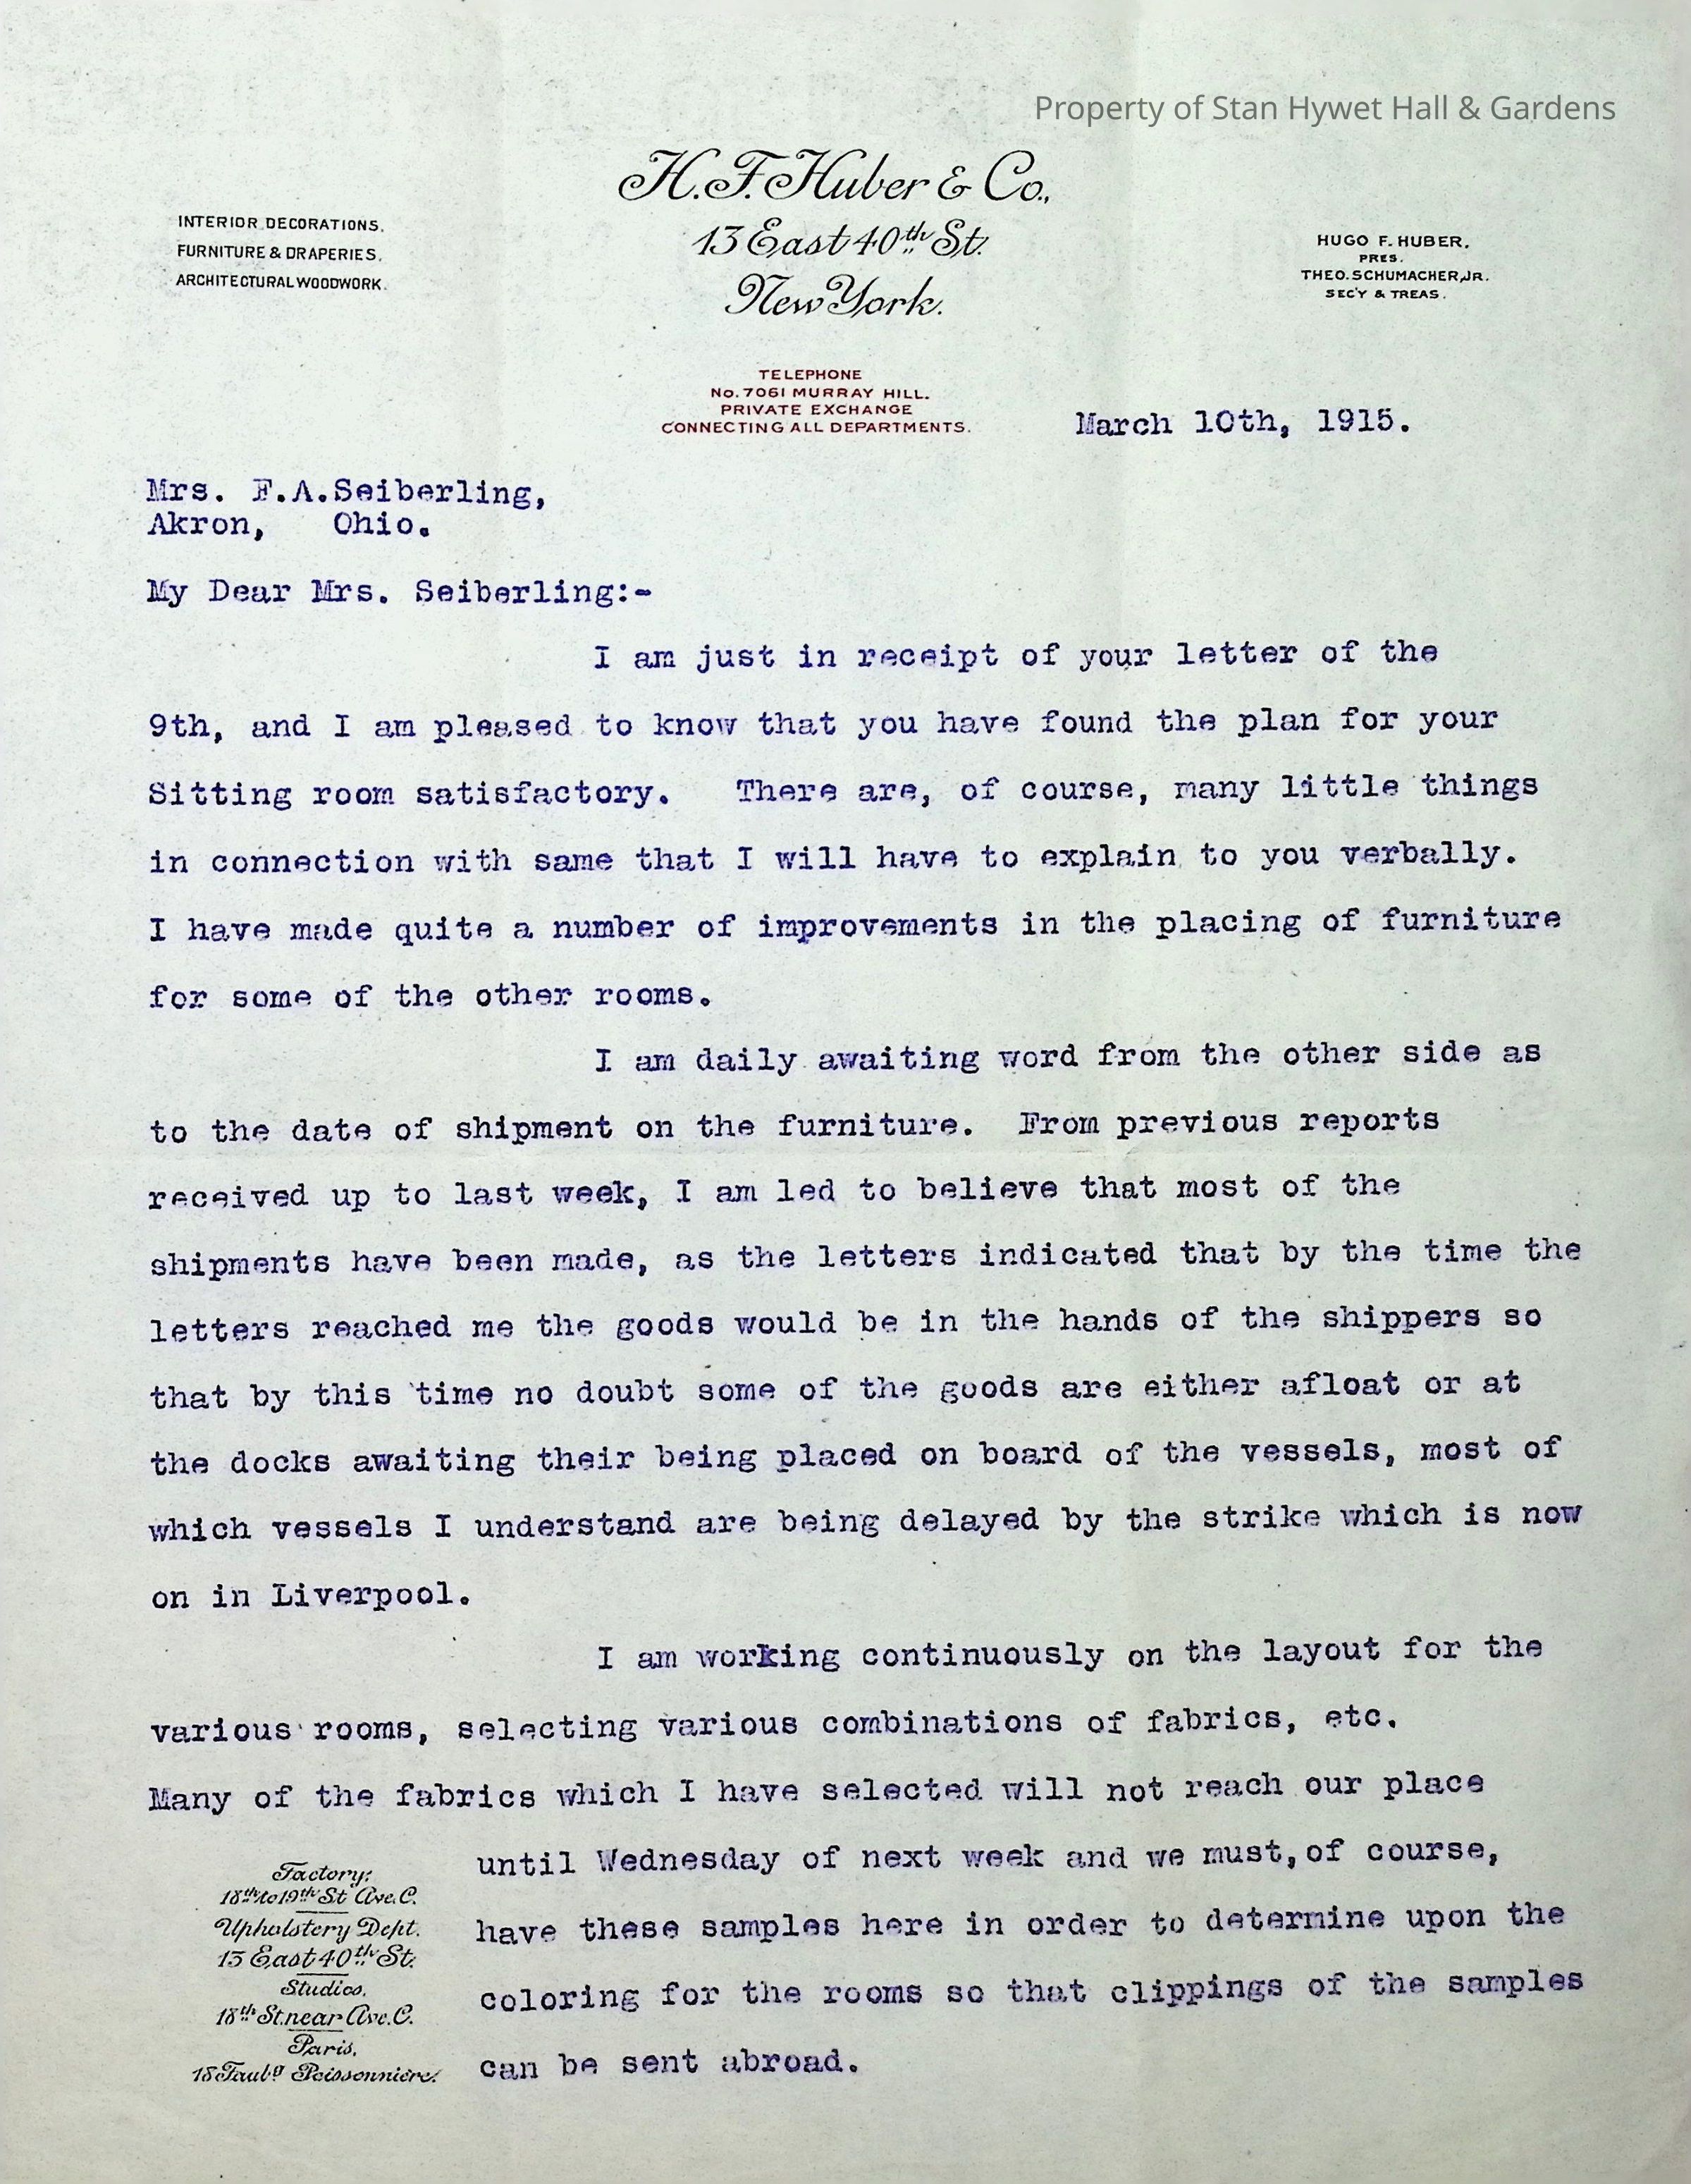 Property of Stan Hywet Hall & Gardens
H.F. Huber & Co.,
13 East 40th St.
New York.
INTERIOR DECORATIONS.
FURNITURE & DRAPERIES.
ARCHITECTURAL WOODWORK.
HUGO F. HUBER,
PRES.
THEO. SCHUMACHER, JR.
SEC'Y & TREAS.
TELEPHONE
No. 7061 MURRAY HILL.
PRIVATE EXCHANGE
CONNECTING ALL DEPARTMENTS.
March 10th, 1915.
Mrs. F.A.Seiberling,
Akron, Ohio.
My Dear Mrs. Seiberling:-
I am just in receipt of your letter of the
9th, and I am pleased to know that you have found the plan for your
Sitting room satisfactory. There are, of course, many little things
in connection with same that I will have to explain to you verbally.
I have made quite a number of improvements in the placing of furniture
for some of the other rooms.
I am daily awaiting word from the other side as
to the date of shipment on the furniture. From previous reports
received up to last week, I am led to believe that most of the
shipments have been made, as the letters indicated that by the time the
letters reached me the goods would be in the hands of the shippers so
that by this time no doubt some of the goods are either afloat or at
the docks awaiting their being placed on board of the vessels, most of
which vessels I understand are being delayed by the strike which is now
on in Liverpool.
I am working continuously on the layout for the
various rooms, selecting various combinations of fabrics, etc.
Many of the fabrics which I have selected will not reach our place
until Wednesday of next week and we must, of course,
have these samples here in order to determine upon the
coloring for the rooms so that clippings of the samples
can be sent abroad.
Factory:
18th to 19th St. Ave. C.
Upholstery Dept.
13 East 40th St.
Studios,
18th St. near Ave. C.
Paris,
18 Faubg Poissonnière.